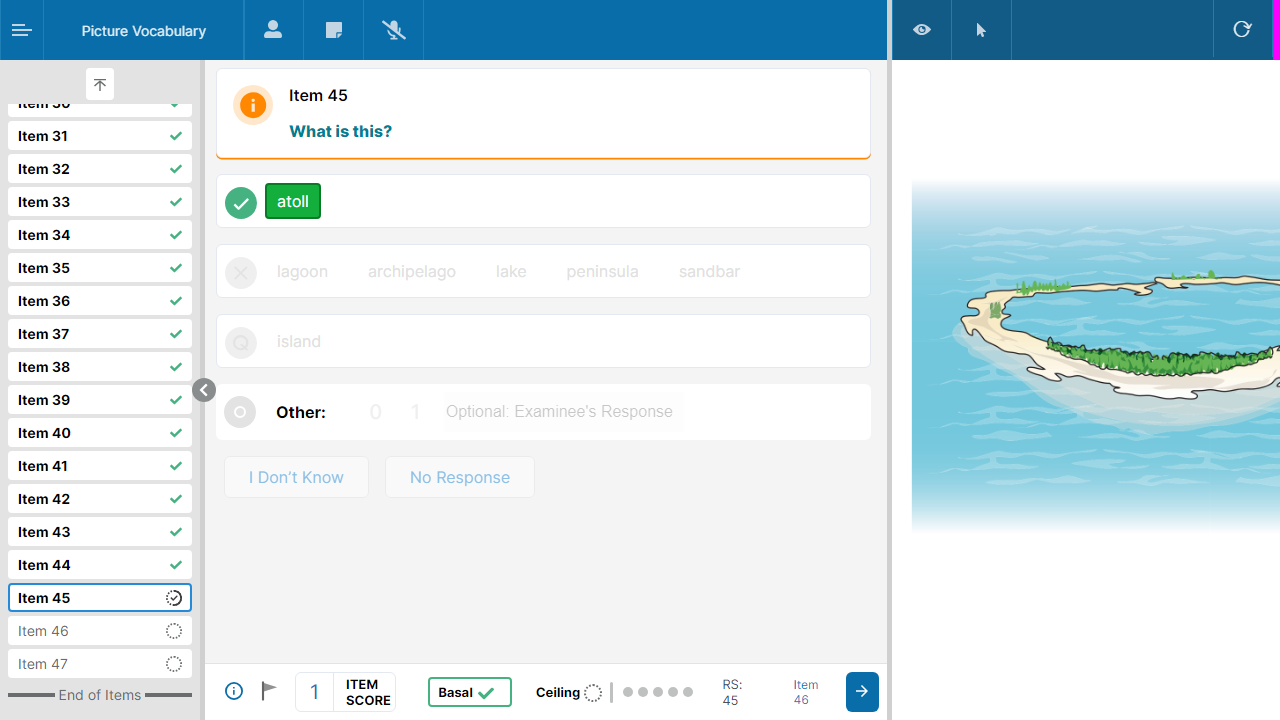 Picture Vocabulary
Item 30
Item 31
Item 32
Item 33
Item 34
Item 35
Item 36
Item 37
Item 38
Item 39
Item 40
Item 41
Item 42
Item 43
Item 44
Item 45
Item 46
Item 47
End of Items
Item 45
What is this?
atoll
lagoon archipelago lake peninsula sandbar
Q island
O Other: 0 1 Optional: Examinee's Response
I Don't Know No Response
1 ITEM SCORE Basal Ceiling RS: 45 Item 46